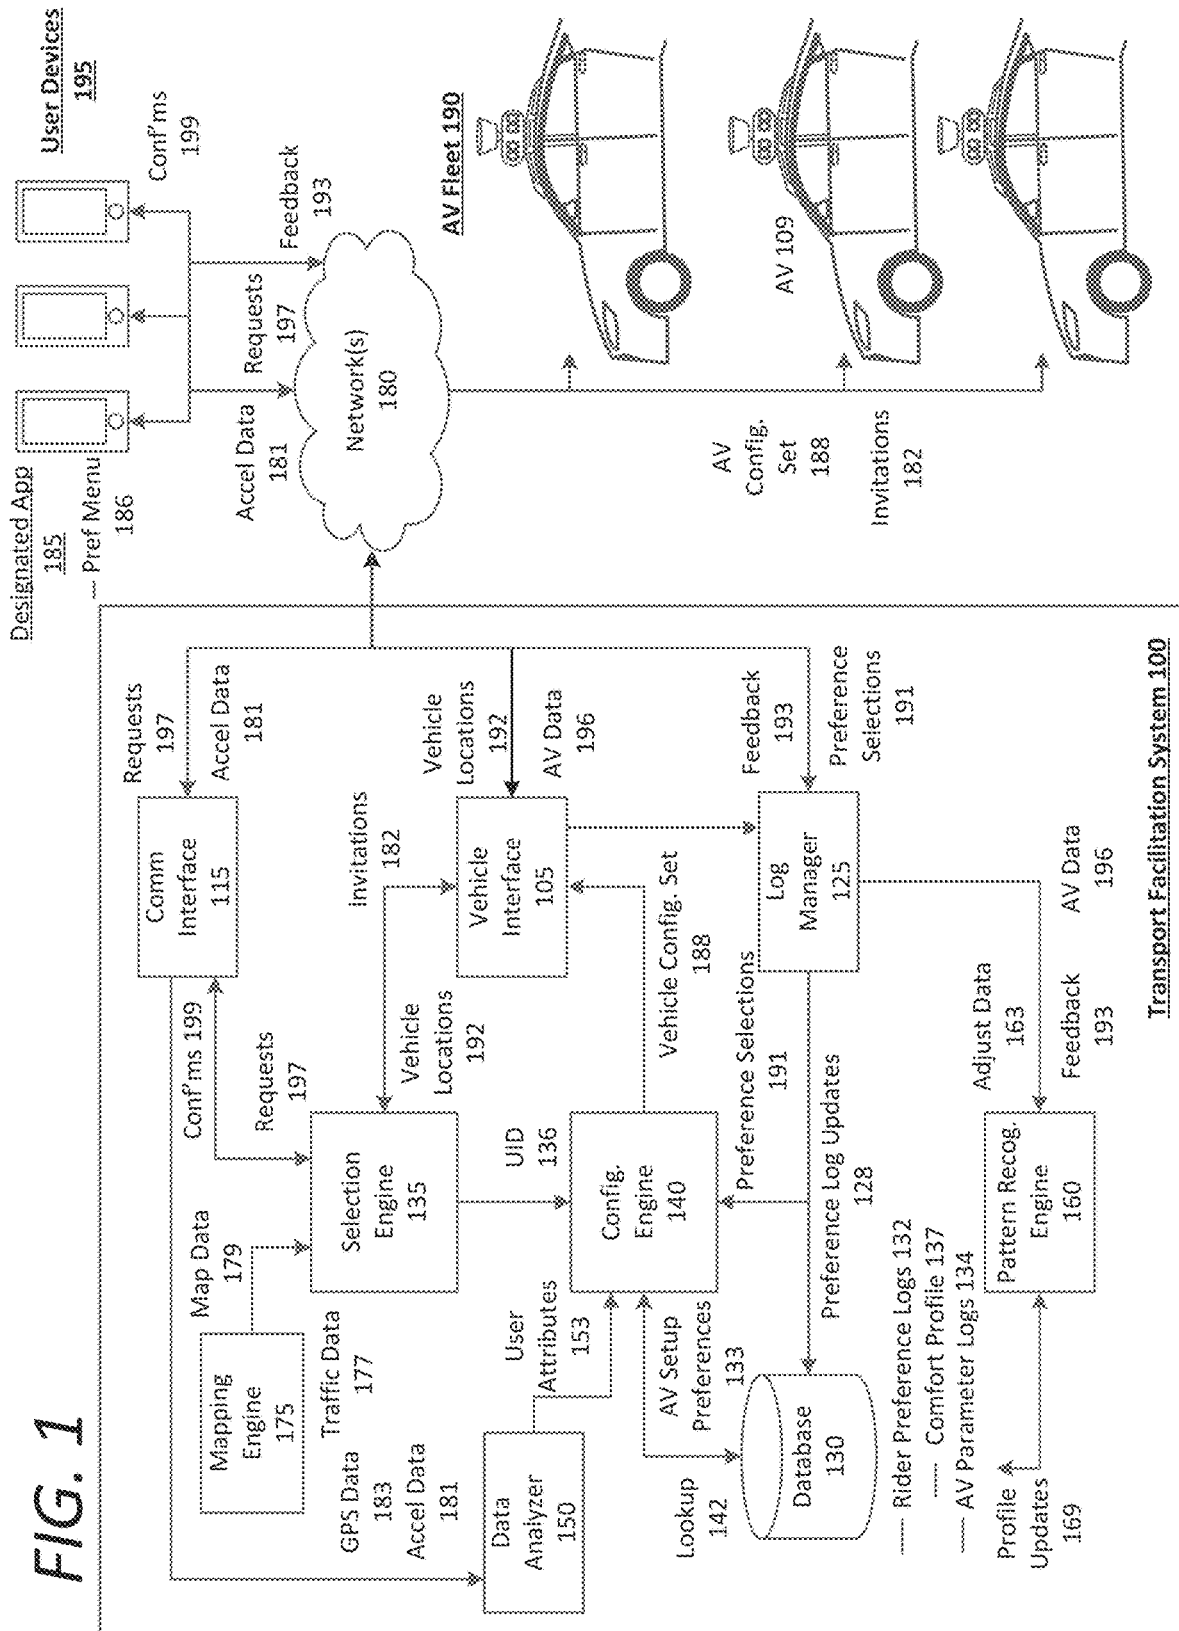 FIG. 1
Mapping
Engine
175
Map Data
179
Traffic Data
177
GPS Data
183
Accel Data
181
Data
Analyzer
150
User
Attributes
153
Selection
Engine
135
Conf'ms 199
Requests
197
Comm
Interface
115
Requests
197
Accel Data
181
Invitations
182
Vehicle
Locations
192
Vehicle
Interface
105
Vehicle
Locations
192
AV Data
196
UID
136
Config.
Engine
140
Vehicle Config. Set
188
AV Setup
Preferences
133
Lookup
142
Database
130
Preference Selections
191
Preference Log Updates
128
Log
Manager
125
Feedback
193
Preference
Selections
191
Rider Preference Logs 132
Comfort Profile 137
AV Parameter Logs 134
Profile
Updates
169
Pattern Recog.
Engine
160
Adjust Data
163
Feedback
193
AV Data
196
Transport Facilitation System 100
Designated App
185
Pref Menu
186
User Devices
195
Conf'ms
199
Accel Data
181
Requests
197
Feedback
193
Network(s)
180
AV Fleet 190
AV 109
AV
Config.
Set
188
Invitations
182